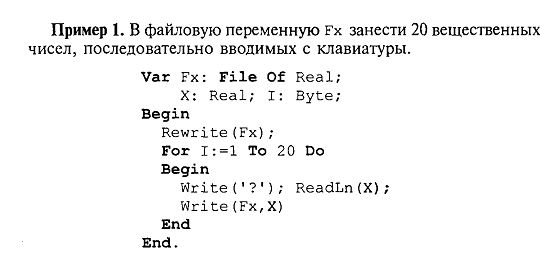 Пример 1. В файловую переменную Fx занести 20 вещественных
чисел, последовательно вводимых с клавиатуры.
Var Fx: File Of Real;
X: Real; I: Byte;
Begin
Rewrite(Fx);
For I:=1 To 20 Do
Begin
Write('?'); ReadLn(X);
Write(Fx,X)
End
End.